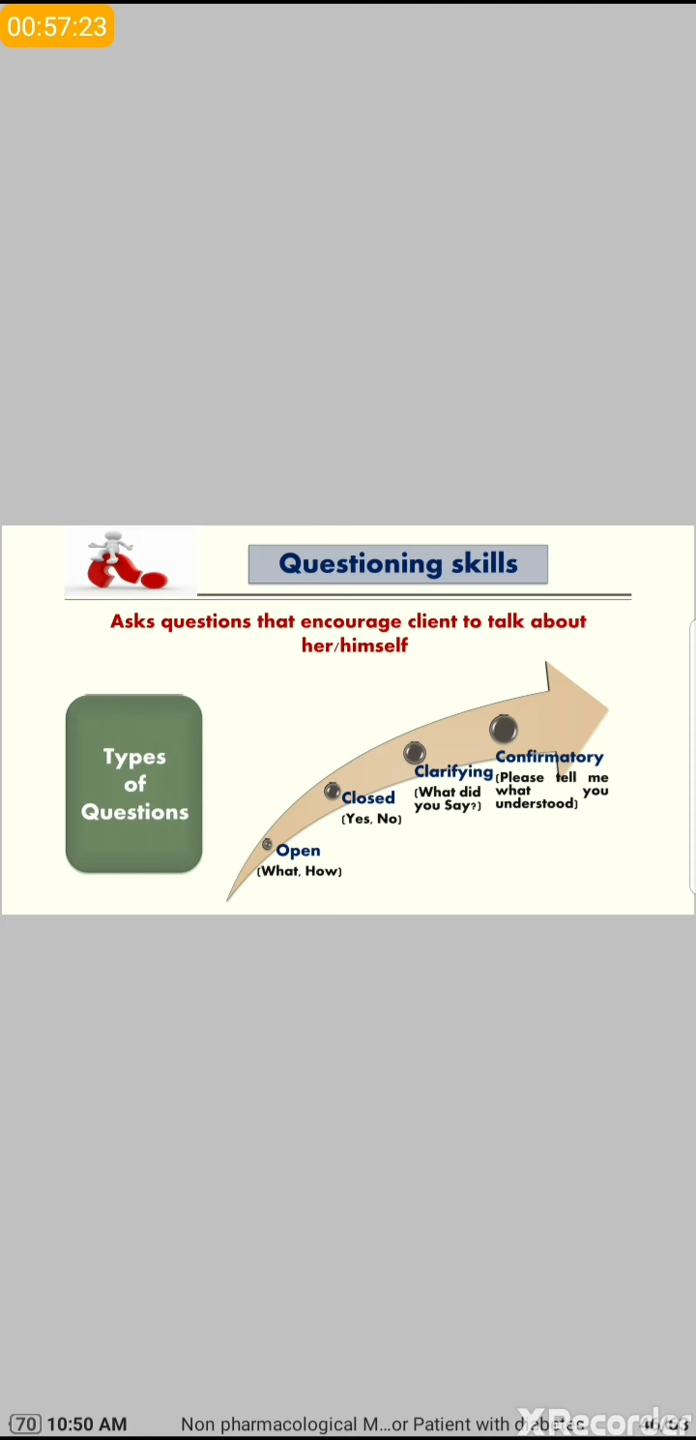 00:57:23
Questioning skills
Asks questions that encourage client to talk about
her/himself
Types
of
Questions
Confirmatory
(Please tell me
what you
understood)
Clarifying
(What did
you Say?)
Closed
(Yes, No)
Open
(What, How)
70 10:50 AM Non pharmacological M...or Patient with diabetes
XRecorder